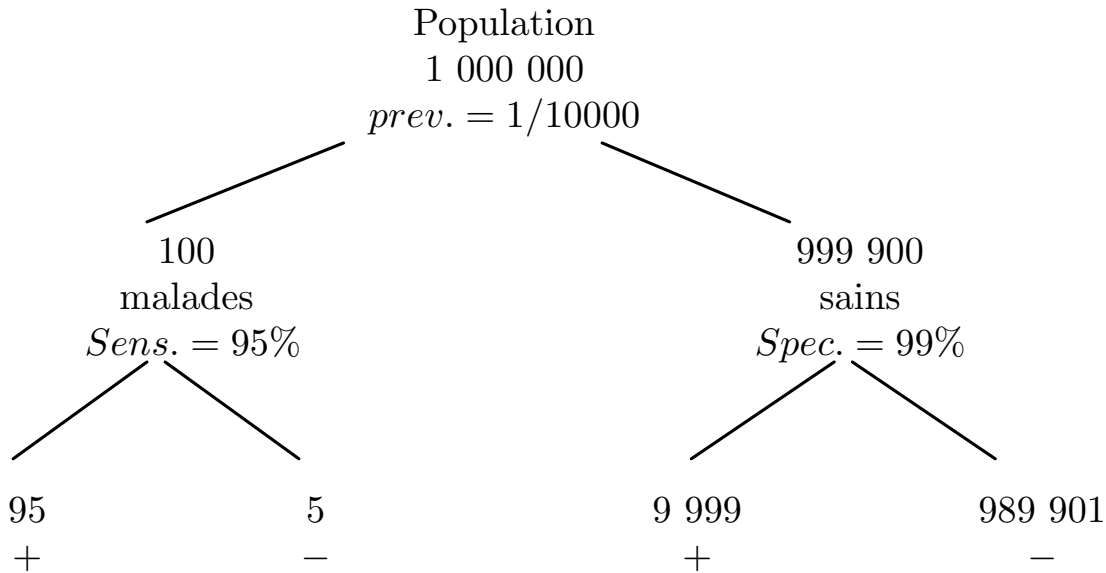 Population
1 000 000
prev. = 1/10000
100
malades
Sens. = 95%
999 900
sains
Spec. = 99%
95
+
5
−
9 999
+
989 901
−